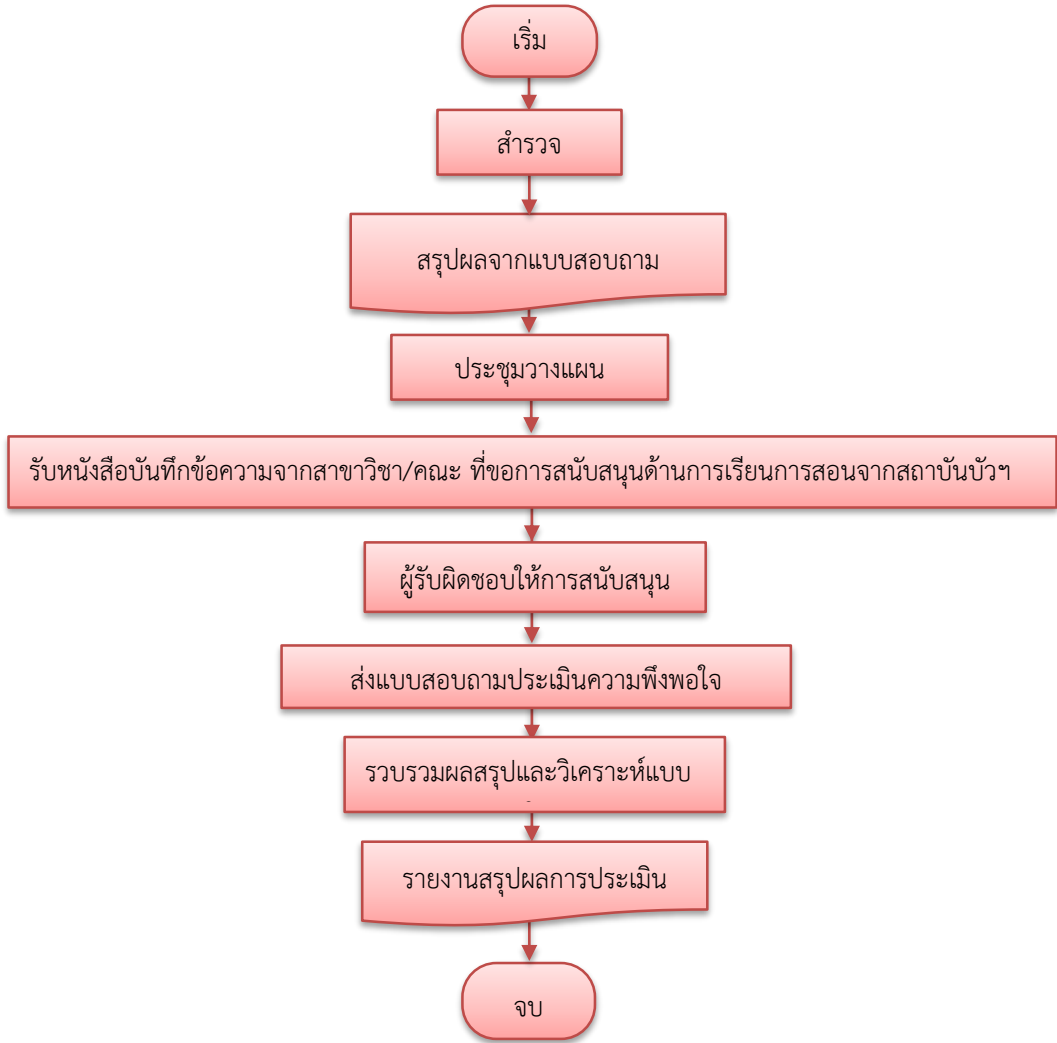 เริ่ม
สำรวจ
สรุปผลจากแบบสอบถาม
ประชุมวางแผน
รับหนังสือบันทึกข้อความจากสาขาวิชา/คณะ ที่ขอการสนับสนุนด้านการเรียนการสอนจากสถาบันบัวฯ
ผู้รับผิดชอบให้การสนับสนุน
ส่งแบบสอบถามประเมินความพึงพอใจ
รวบรวมผลสรุปและวิเคราะห์แบบ
รายงานสรุปผลการประเมิน
จบ